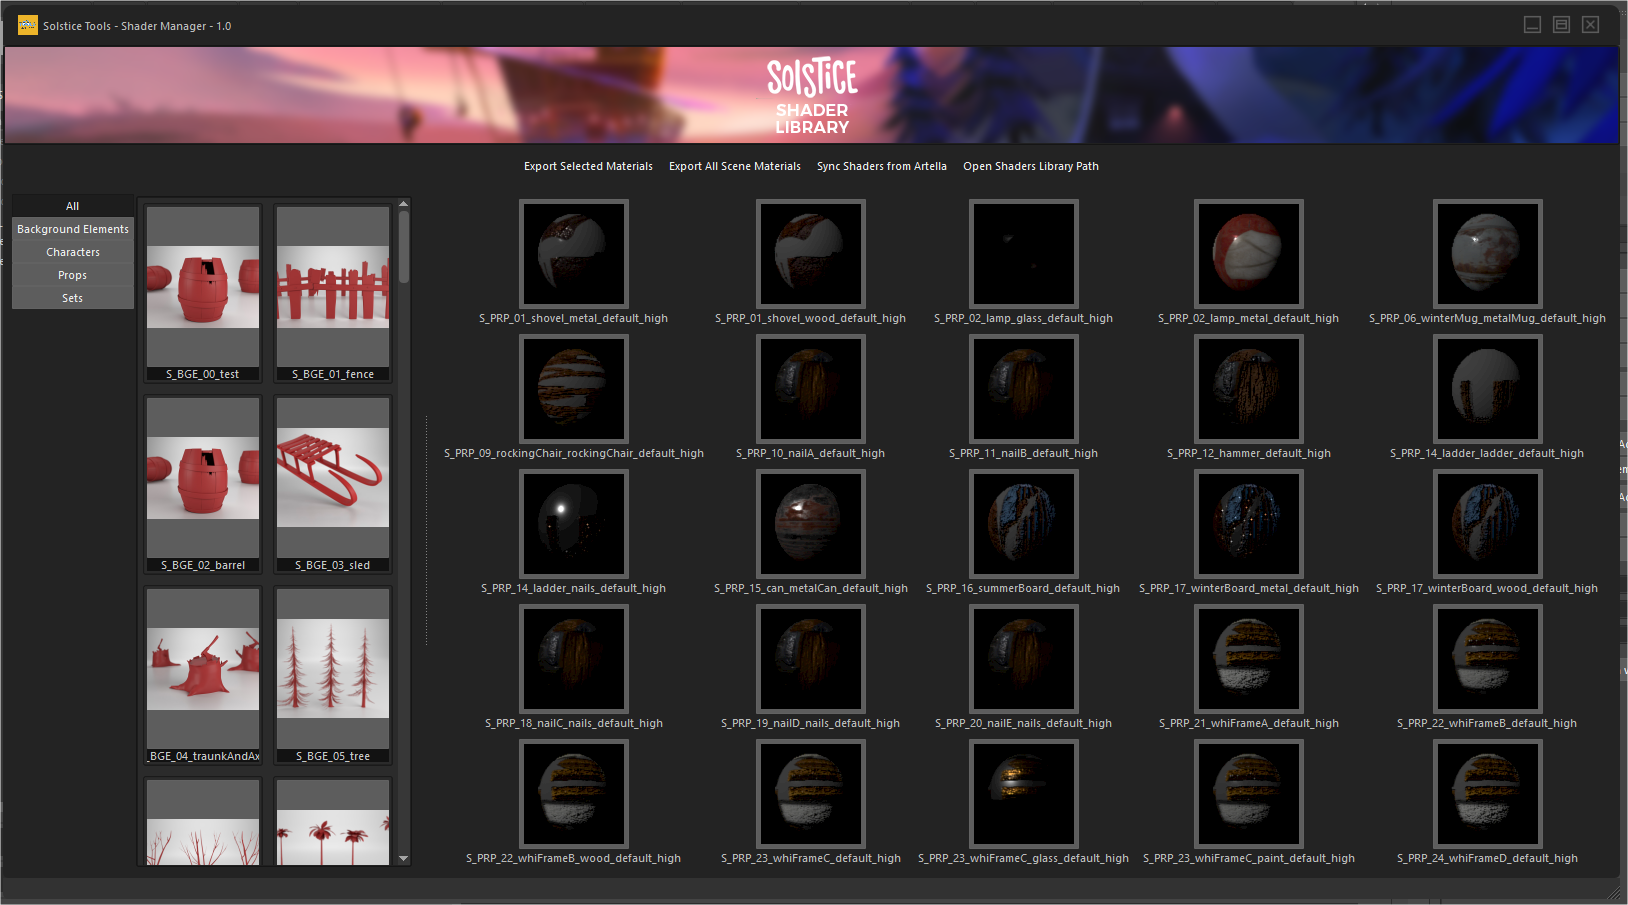 Solstice Tools - Shader Manager - 1.0
SOLSTICE
SHADER
LIBRARY
Export Selected Materials Export All Scene Materials Sync Shaders from Artella Open Shaders Library Path
All
Background Elements
Characters
Props
Sets
S_BGE_00_test S_BGE_01_fence
S_BGE_02_barrel S_BGE_03_sled
_BGE_04_traunkAndAx S_BGE_05_tree
S_PRP_01_shovel_metal_default_high S_PRP_01_shovel_wood_default_high S_PRP_02_lamp_glass_default_high S_PRP_02_lamp_metal_default_high S_PRP_06_winterMug_metalMug_default_high
S_PRP_09_rockingChair_rockingChair_default_high S_PRP_10_nailA_default_high S_PRP_11_nailB_default_high S_PRP_12_hammer_default_high S_PRP_14_ladder_ladder_default_high
S_PRP_14_ladder_nails_default_high S_PRP_15_can_metalCan_default_high S_PRP_16_summerBoard_default_high S_PRP_17_winterBoard_metal_default_high S_PRP_17_winterBoard_wood_default_high
S_PRP_18_nailC_nails_default_high S_PRP_19_nailD_nails_default_high S_PRP_20_nailE_nails_default_high S_PRP_21_whiFrameA_default_high S_PRP_22_whiFrameB_default_high
S_PRP_22_whiFrameB_wood_default_high S_PRP_23_whiFrameC_default_high S_PRP_23_whiFrameC_glass_default_high S_PRP_23_whiFrameC_paint_default_high S_PRP_24_whiFrameD_default_high